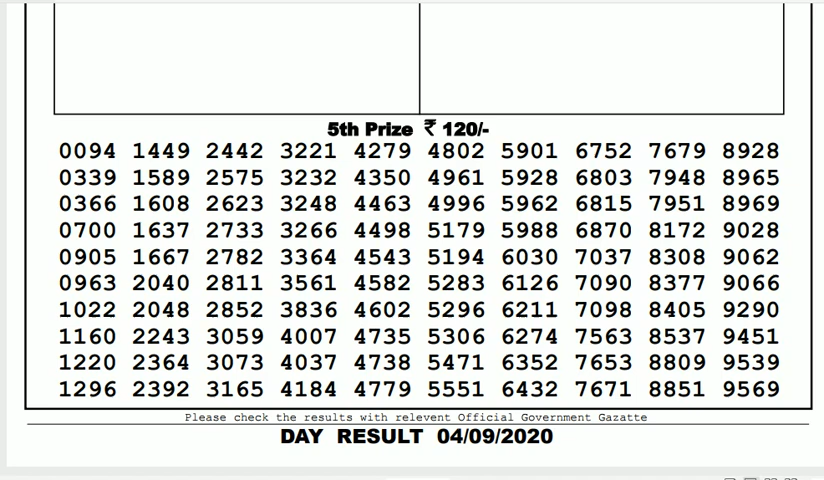 5th Prize ₹ 120/-
0094 1449 2442 3221 4279 4802 5901 6752 7679 8928
0339 1589 2575 3232 4350 4961 5928 6803 7948 8965
0366 1608 2623 3248 4463 4996 5962 6815 7951 8969
0700 1637 2733 3266 4498 5179 5988 6870 8172 9028
0905 1667 2782 3364 4543 5194 6030 7037 8308 9062
0963 2040 2811 3561 4582 5283 6126 7090 8377 9066
1022 2048 2852 3836 4602 5296 6211 7098 8405 9290
1160 2243 3059 4007 4735 5306 6274 7563 8537 9451
1220 2364 3073 4037 4738 5471 6352 7653 8809 9539
1296 2392 3165 4184 4779 5551 6432 7671 8851 9569
Please check the results with relevent Official Government Gazatte
DAY RESULT 04/09/2020